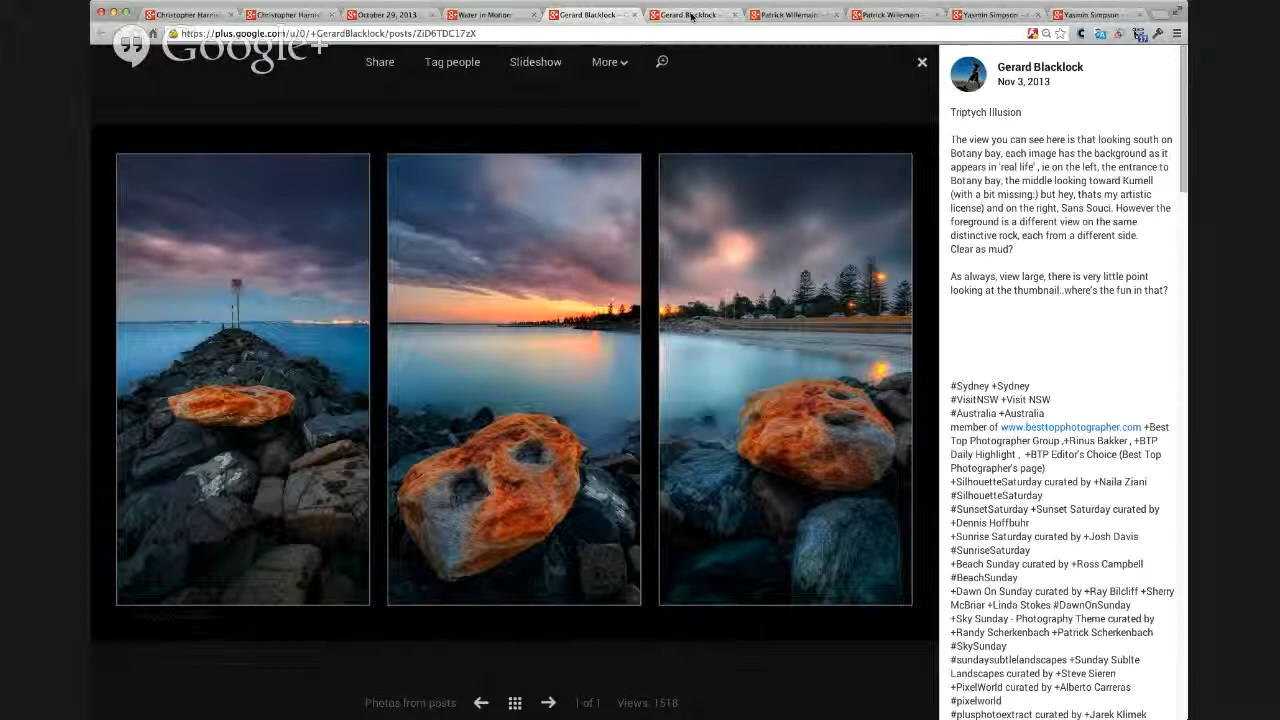 Christopher Harris
Christopher Harris
October 29, 2013
Water in Motion
Gerard Blacklock
Gerard Blacklock
Patrick Willemain
Patrick Willemain
Yasmin Simpson
Yasmin Simpson
https://plus.google.com/u/0/+GerardBlacklock/posts/ZiD6TDC17zX
Google+
Share
Tag people
Slideshow
More
Gerard Blacklock
Nov 3, 2013
Triptych Illusion
The view you can see here is that looking south on
Botany bay, each image has the background as it
appears in 'real life' , ie on the left, the entrance to
Botany bay, the middle looking toward Kurnell
(with a bit missing:) but hey, thats my artistic
license) and on the right, Sans Souci. However the
foreground is a different view on the same
distinctive rock, each from a different side.
Clear as mud?
As always, view large, there is very little point
looking at the thumbnail..where's the fun in that?
#Sydney +Sydney
#VisitNSW +Visit NSW
#Australia +Australia
member of www.besttopphotographer.com +Best
Top Photographer Group ,+Rinus Bakker , +BTP
Daily Highlight , +BTP Editor's Choice (Best Top
Photographer's page)
+SilhouetteSaturday curated by +Naila Ziani
#SilhouetteSaturday
#SunsetSaturday +Sunset Saturday curated by
+Dennis Hoffbuhr
+Sunrise Saturday curated by +Josh Davis
#SunriseSaturday
+Beach Sunday curated by +Ross Campbell
#BeachSunday
+Dawn On Sunday curated by +Ray Bilcliff +Sherry
McBriar +Linda Stokes #DawnOnSunday
+Sky Sunday - Photography Theme curated by
+Randy Scherkenbach +Patrick Scherkenbach
#SkySunday
#sundaysubtlelandscapes +Sunday Sublte
Landscapes curated by +Steve Sieren
+PixelWorld curated by +Alberto Carreras
#pixelworld
#plusphotoextract curated by +Jarek Klimek
Photos from posts
1 of 1
Views: 1518